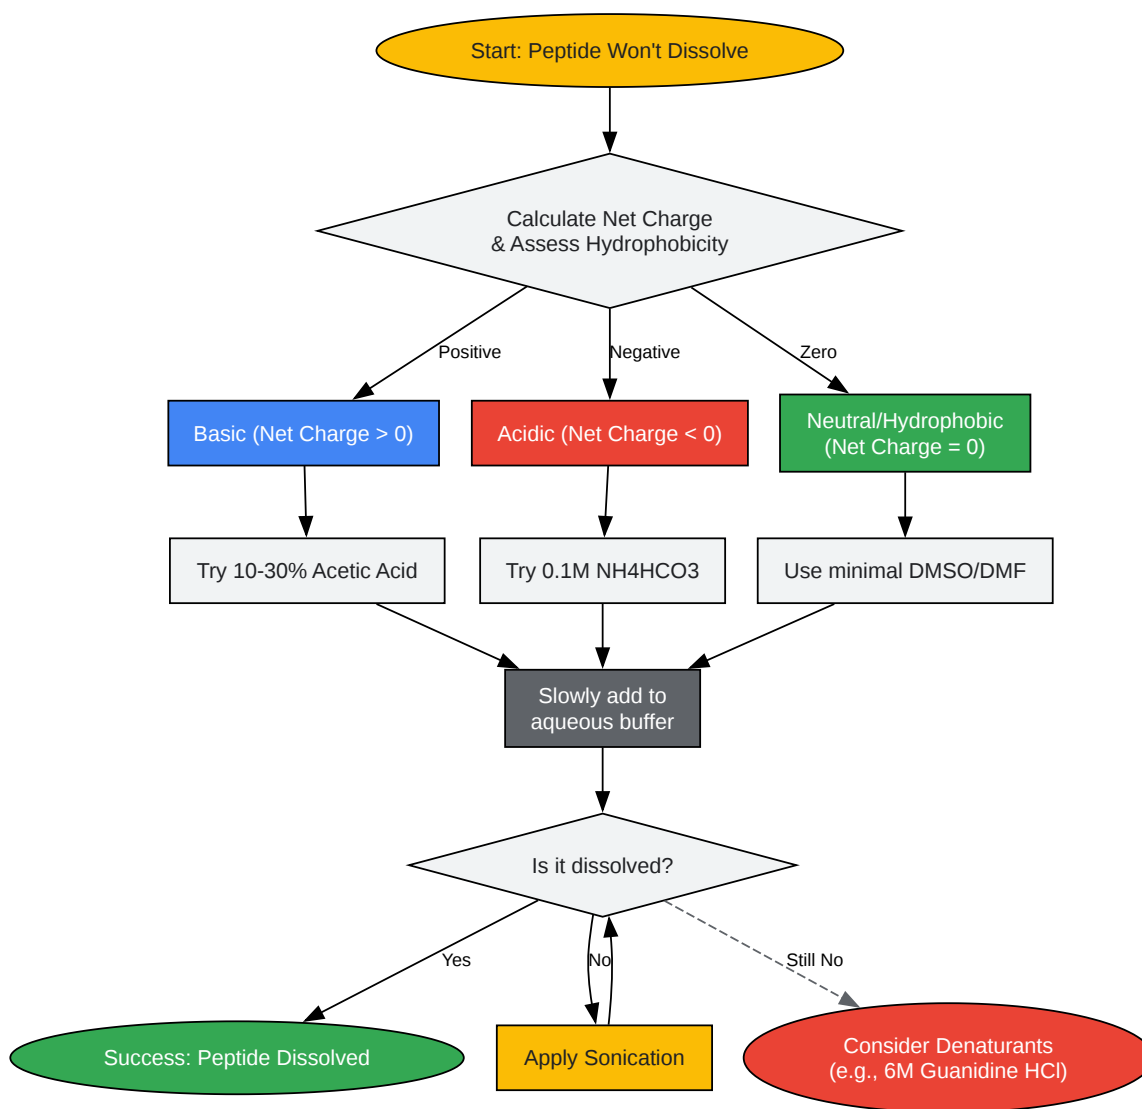 Start: Peptide Won't Dissolve
Calculate Net Charge
& Assess Hydrophobicity
Positive
Negative
Zero
Basic (Net Charge > 0)
Acidic (Net Charge < 0)
Neutral/Hydrophobic
(Net Charge = 0)
Try 10-30% Acetic Acid
Try 0.1M NH4HCO3
Use minimal DMSO/DMF
Slowly add to
aqueous buffer
Is it dissolved?
Yes
No
Still No
Success: Peptide Dissolved
Apply Sonication
Consider Denaturants
(e.g., 6M Guanidine HCl)